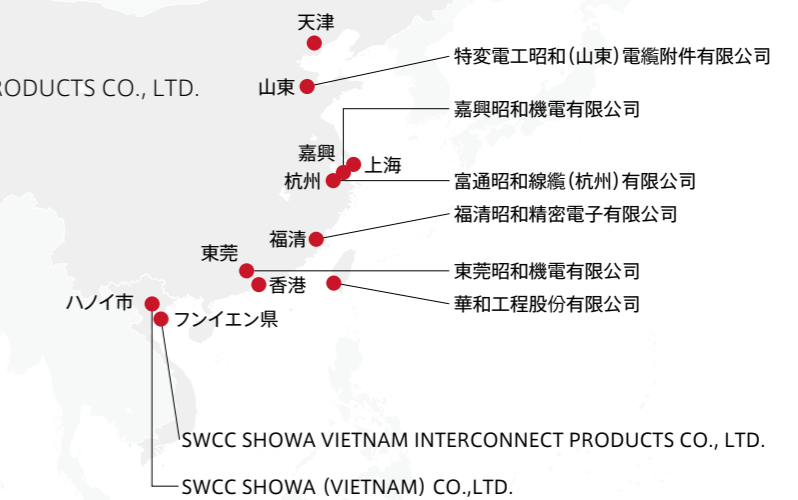 天津
特変電工昭和(山東)電纜附件有限公司
山東
RODUCTS CO., LTD.
嘉興昭和機電有限公司
嘉興
上海
杭州
富通昭和線纜(杭州)有限公司
福清昭和精密電子有限公司
福清
東莞
東莞昭和機電有限公司
香港
華和工程股份有限公司
ハノイ市
フンイエン県
SWCC SHOWA VIETNAM INTERCONNECT PRODUCTS CO., LTD.
SWCC SHOWA (VIETNAM) CO.,LTD.